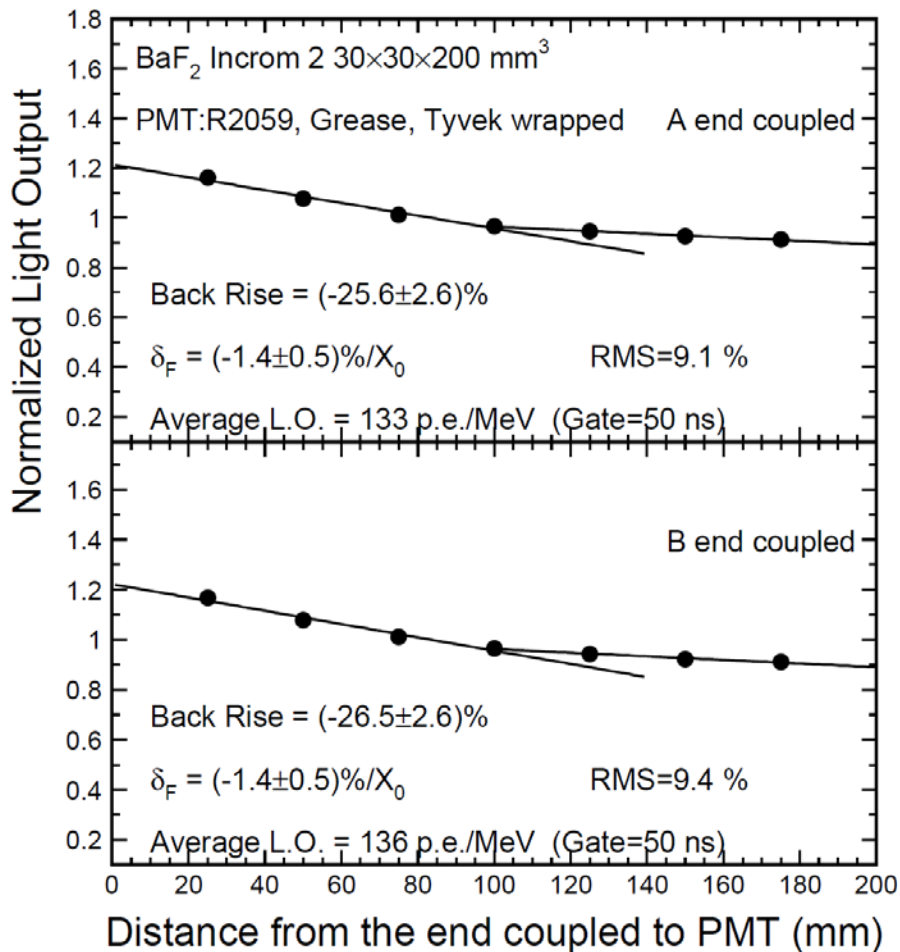 Normalized Light Output
1.8
1.6
1.4
1.2
1
0.8
0.6
0.4
0.2
BaF₂ Incrom 2 30×30×200 mm³
PMT:R2059, Grease, Tyvek wrapped A end coupled
Back Rise = (-25.6±2.6)%
δ_F = (-1.4±0.5)%/X₀ RMS=9.1 %
Average L.O. = 133 p.e./MeV (Gate=50 ns)
1.6
1.4
1.2
1
0.8
0.6
0.4
0.2
B end coupled
Back Rise = (-26.5±2.6)%
δ_F = (-1.4±0.5)%/X₀ RMS=9.4 %
Average L.O. = 136 p.e./MeV (Gate=50 ns)
0 20 40 60 80 100 120 140 160 180 200
Distance from the end coupled to PMT (mm)